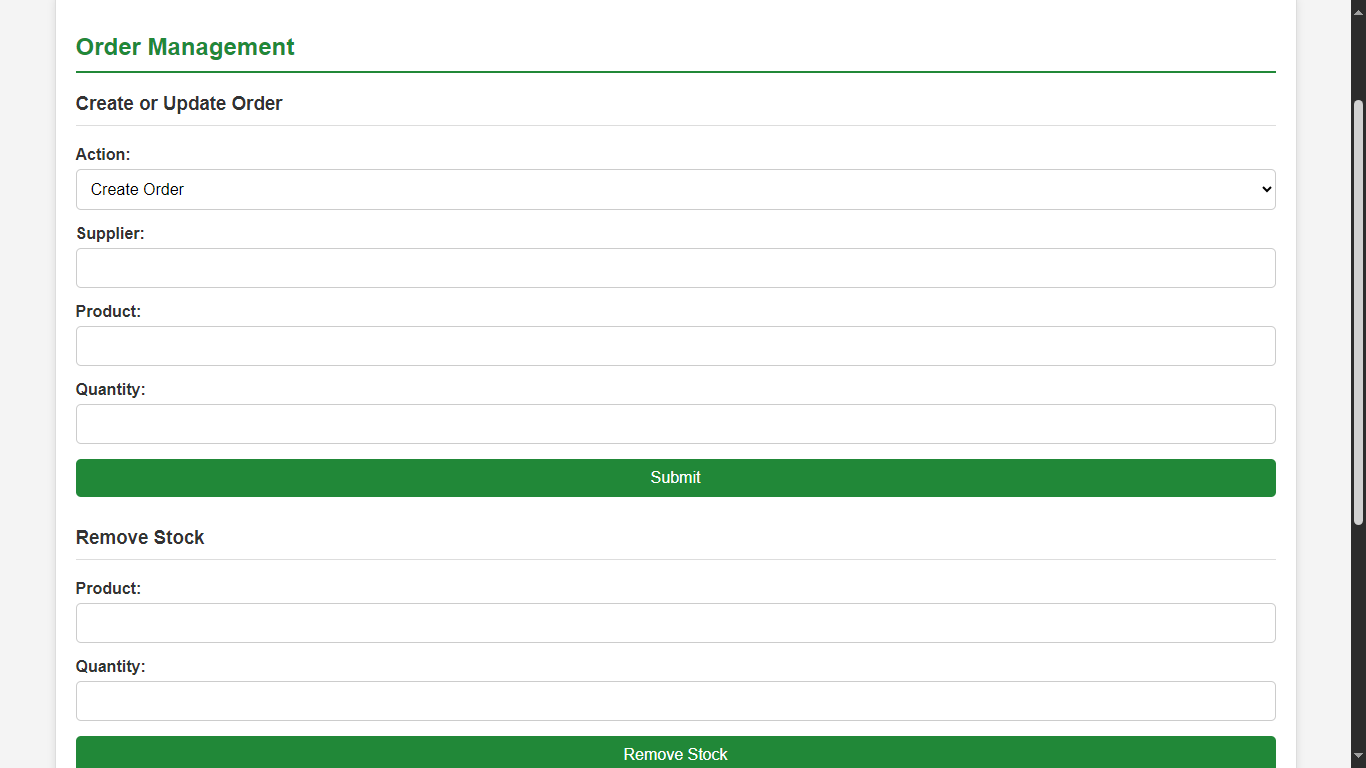 Order Management
Create or Update Order
Action:
Create Order
Supplier:
Product:
Quantity:
Submit
Remove Stock
Product:
Quantity:
Remove Stock